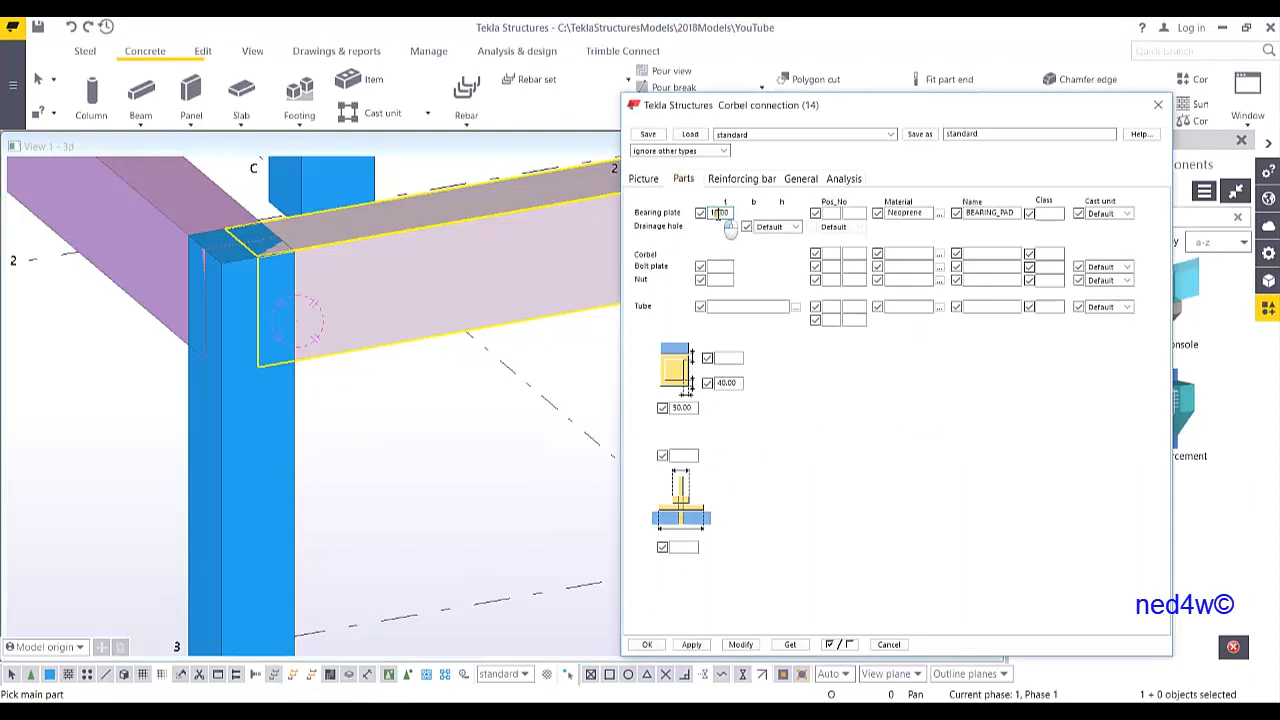 Tekla Structures - C:\TeklaStructuresModels\2018Models\YouTube
Log in
Steel Concrete Edit View Drawings & reports Manage Analysis & design Trimble Connect
Quick Launch
Column Beam Panel Slab Footing Item Cast unit Rebar Rebar set
Pour view
Pour break
Polygon cut Fit part end Chamfer edge
Cor
Surt
Cor
Window
View 1 - 3d
C
2
2
3
Tekla Structures Corbel connection (14)
Save Load standard Save as standard Help...
ignore other types
Picture Parts Reinforcing bar General Analysis
t b h Pos_No Material Name Class Cast unit
Bearing plate Neoprene ... BEARING_PAD Default
Drainage hole Default Default
Corbel ...
Bolt plate ... Default
Nut ... Default
Tube ... ... Default
40.00
50.00
OK Apply Modify Get / Cancel
ponents
a-z
onsole
rcement
ned4w©
Model origin
standard
Auto View plane Outline planes
Pick main part O 0 Pan Current phase: 1, Phase 1 1 + 0 objects selected